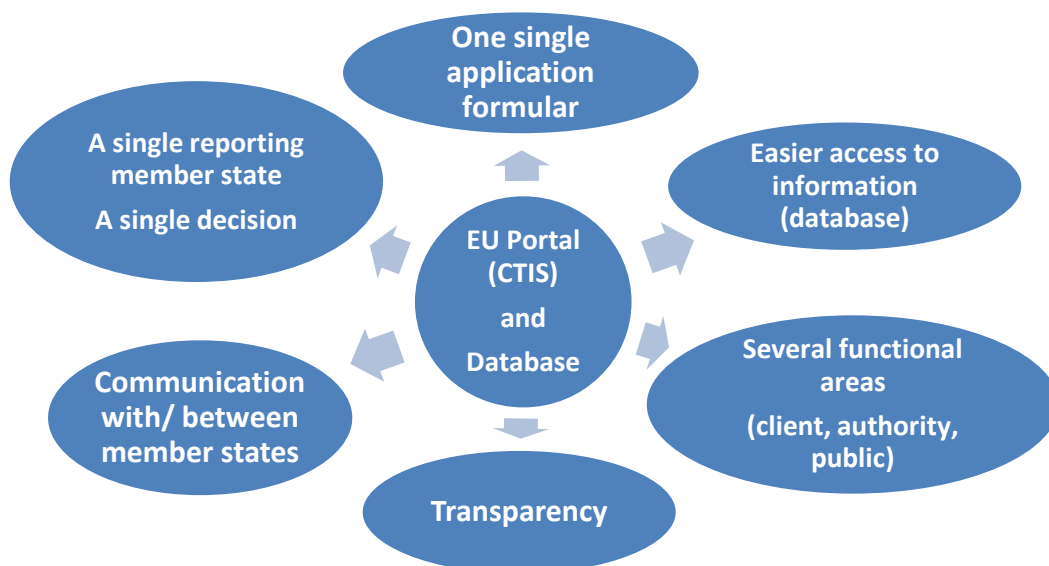 One single
application
formular
A single reporting
member state
A single decision
Easier access to
information
(database)
EU Portal
(CTIS)
and
Database
Several functional
areas
(client, authority,
public)
Communication
with/ between
member states
Transparency